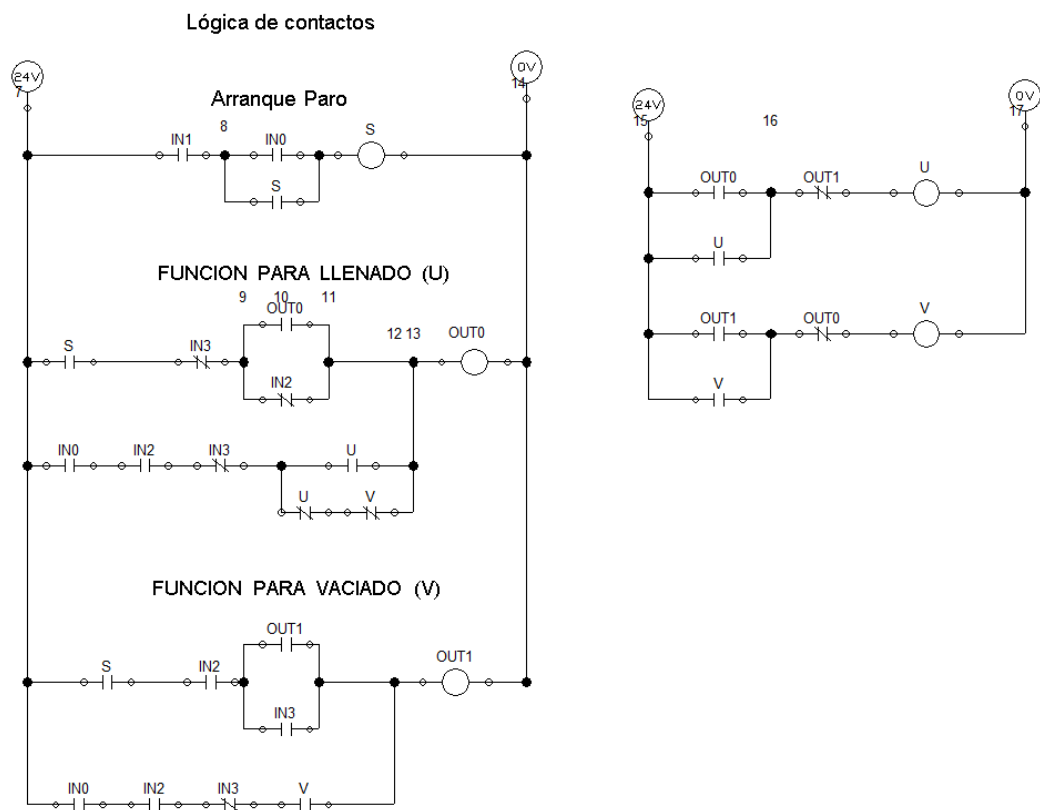 Lógica de contactos
24V
7
0V
14
Arranque Paro
8
IN1
IN0
S
S
FUNCION PARA LLENADO (U)
9 10 11
OUT0
S
IN3
12 13
OUT0
IN2
IN0
IN2
IN3
U
U
V
FUNCION PARA VACIADO (V)
OUT1
S
IN2
OUT1
IN3
IN0
IN2
IN3
V
24V
15
16
0V
17
OUT0
OUT1
U
U
OUT1
OUT0
V
V